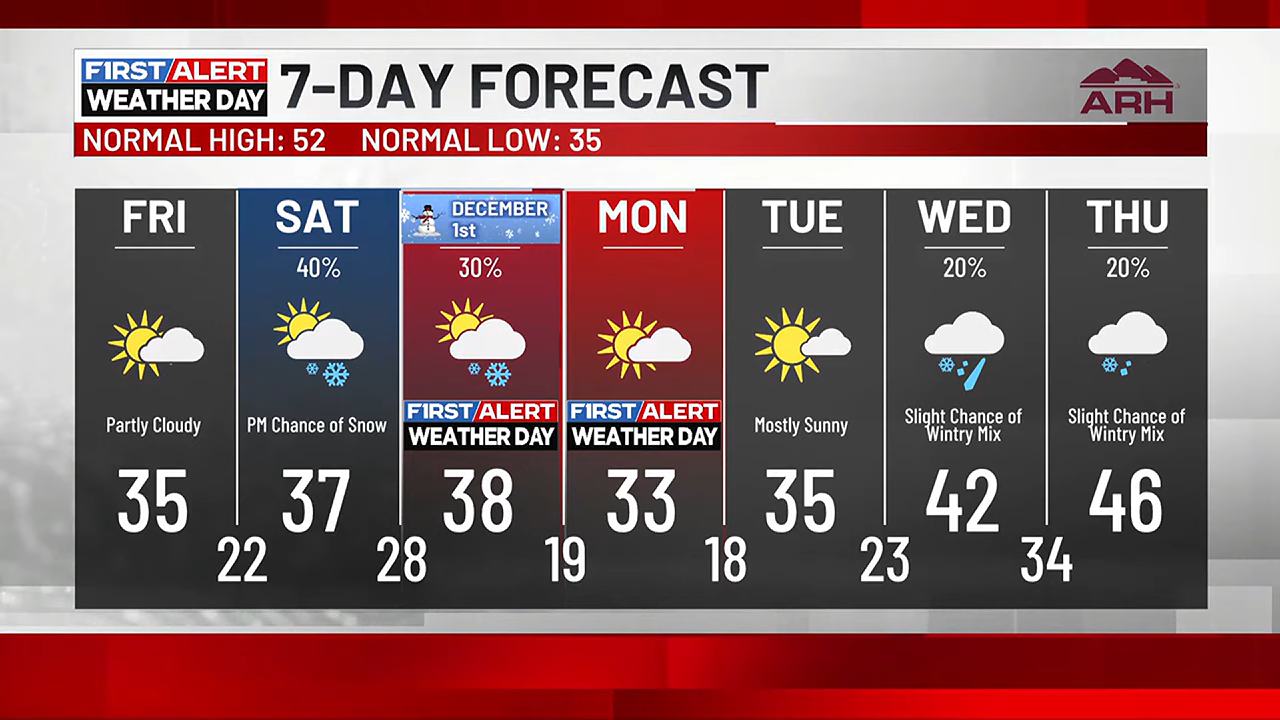 FIRST/ALERT
WEATHER DAY
7-DAY FORECAST
ARH
NORMAL HIGH: 52 NORMAL LOW: 35
FRI
Partly Cloudy
35
SAT
40%
PM Chance of Snow
37
DECEMBER
1st
30%
FIRST/ALERT
WEATHER DAY
38
MON
FIRST/ALERT
WEATHER DAY
33
TUE
Mostly Sunny
35
WED
20%
Slight Chance of
Wintry Mix
42
THU
20%
Slight Chance of
Wintry Mix
46
22 28 19 18 23 34